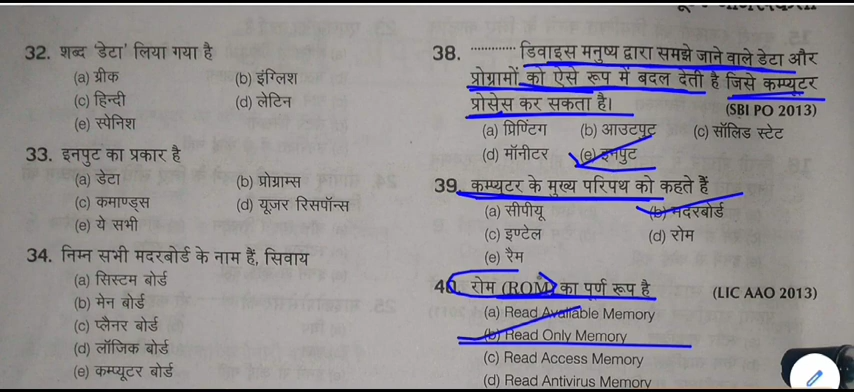 32. शब्द 'डेटा' लिया गया है
(a) ग्रीक (b) इंग्लिश
(c) हिन्दी (d) लेटिन
(e) स्पेनिश
33. इनपुट का प्रकार है
(a) डेटा (b) प्रोग्राम्स
(c) कमाण्ड्स (d) यूजर रिसपॉन्स
(e) ये सभी
34. निम्न सभी मदरबोर्ड के नाम हैं, सिवाय
(a) सिस्टम बोर्ड
(b) मेन बोर्ड
(c) प्लैनर बोर्ड
(d) लॉजिक बोर्ड
(e) कम्प्यूटर बोर्ड
38. ............... डिवाइस मनुष्य द्वारा समझे जाने वाले डेटा और
प्रोग्रामों को ऐसे रूप में बदल देती है जिसे कम्प्यूटर
प्रोसेस कर सकता है। (SBI PO 2013)
(a) प्रिण्टिंग (b) आउटपुट (c) सॉलिड स्टेट
(d) मॉनीटर (e) इनपुट
39. कम्प्यूटर के मुख्य परिपथ को कहते हैं
(a) सीपीयू (b) मदरबोर्ड
(c) इण्टेल (d) रोम
(e) रैम
40. रोम (ROM) का पूर्ण रूप है (LIC AAO 2013)
(a) Read Available Memory
(b) Read Only Memory
(c) Read Access Memory
(d) Read Antivirus Memory